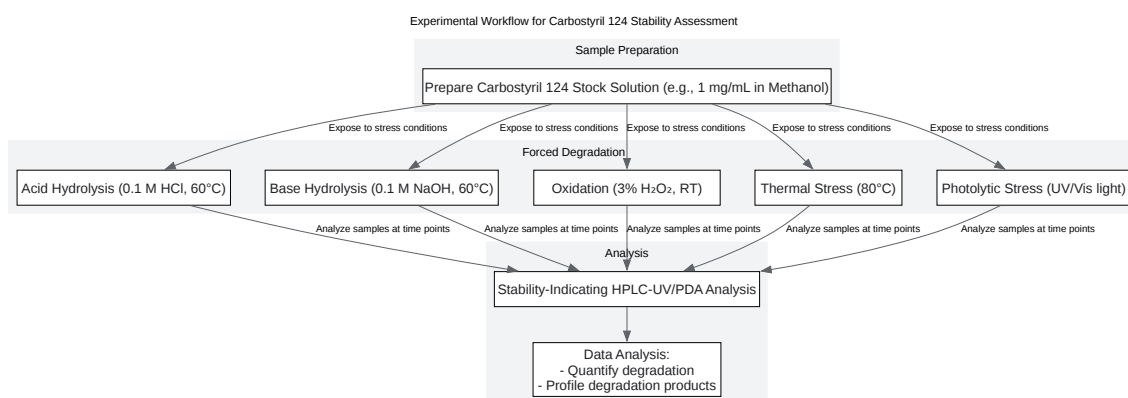 Experimental Workflow for Carbostyril 124 Stability Assessment
Sample Preparation
Prepare Carbostyril 124 Stock Solution (e.g., 1 mg/mL in Methanol)
Expose to stress conditions
Expose to stress conditions
Expose to stress conditions
Expose to stress conditions
Expose to stress conditions
Forced Degradation
Acid Hydrolysis (0.1 M HCl, 60°C)
Base Hydrolysis (0.1 M NaOH, 60°C)
Oxidation (3% H₂O₂, RT)
Thermal Stress (80°C)
Photolytic Stress (UV/Vis light)
Analyze samples at time points
Analyze samples at time points
Analyze samples at time points
Analyze samples at time points
Analyze samples at time points
Analysis
Stability-Indicating HPLC-UV/PDA Analysis
Data Analysis:
- Quantify degradation
- Profile degradation products